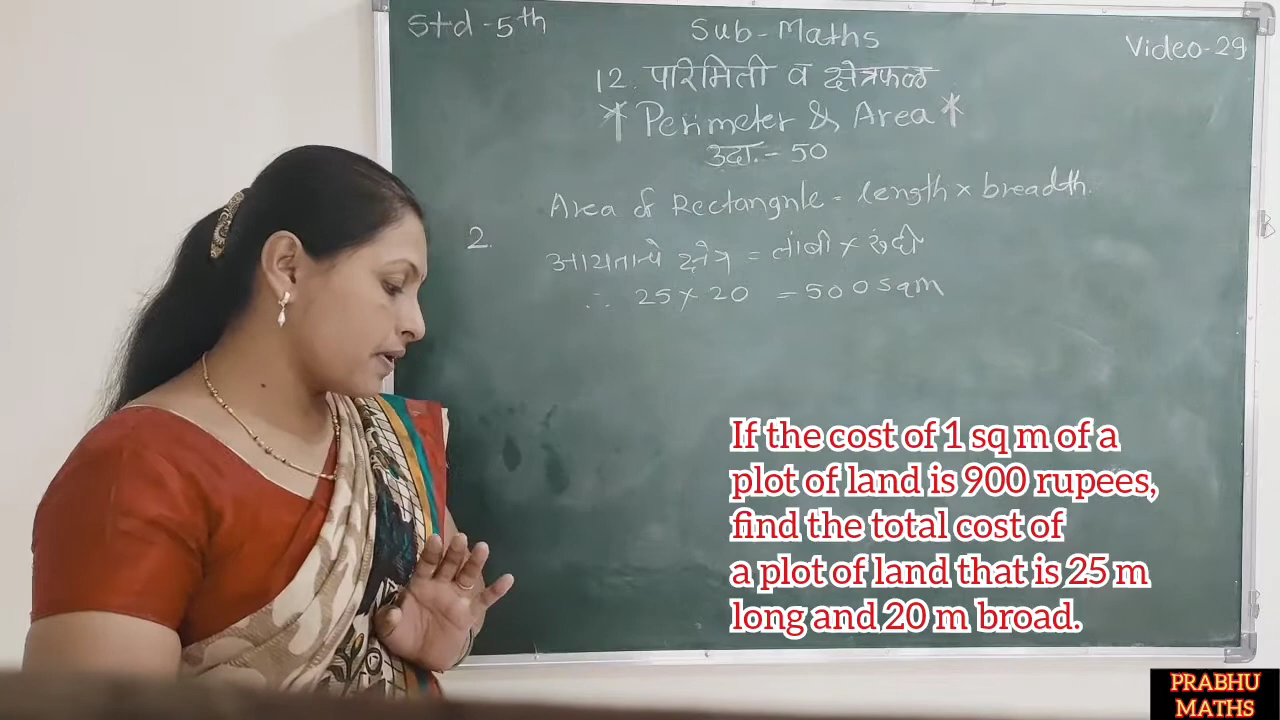 Std-5th
Sub-Maths
Video-29
12. परिमिती व क्षेत्रफळ
* Perimeter & Area *
उदा.- 50
Area of Rectangnle = length × breadth.
2.
आयताचे क्षेत्र = लांबी × रुंदी
∴ 25 × 20 = 500 sqm
If the cost of 1 sq m of a
plot of land is 900 rupees,
find the total cost of
a plot of land that is 25 m
long and 20 m broad.
PRABHU
MATHS